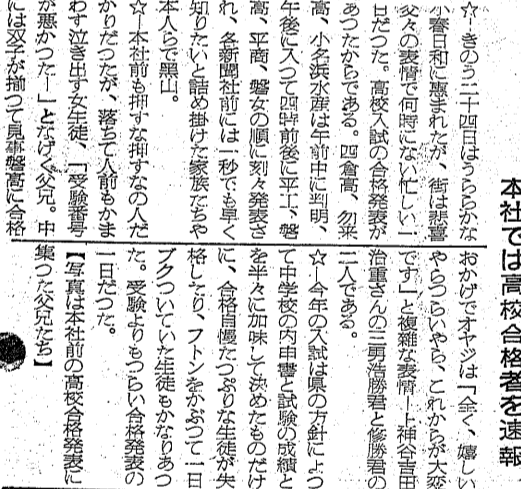 本社では高校合格者を速報
☆―きのう二十四日はうららかな
小春日和に惠まれたが、街は悲喜
交々の表情で何時にない忙しい一
日だつた。高校入試の合格発表が
あつたからである。四倉高、勿来
高、小名浜水産は午前中に判明、
午後に入つて四時前後に平工、磐
高、平商、磐女の順に刻々発表さ
れ、各新聞社前には一秒でも早く
知りたいと詰め掛けた家族たちや
本人らで黑山。
☆―本社前も押すな押すなの人だ
かりだつたが、落ちて人前もかま
わず泣き出す女生徒、「受験番号
が悪かつた―」となげく父兄。中
には双子が揃つて見事磐高に合格
おかげでオヤジは「全く、嬉しい
やらつらいやら、これからが大変
です」と複雑な表情―上神谷吉田
治重さんの三男浩勝君と修勝君の
二人である。
☆―今年の入試は県の方針によつ
て中学校の内申書と試験の成績と
を半々に加味して決めたものだけ
に、合格自慢たつぷりな生徒が失
格したり、フトンをかぶつて一日
ブクついていた生徒もかなりあつ
た。受験よりもつらい合格発表の
一日だつた。
【写真は本社前の高校合格発表に
集つた父兄たち】